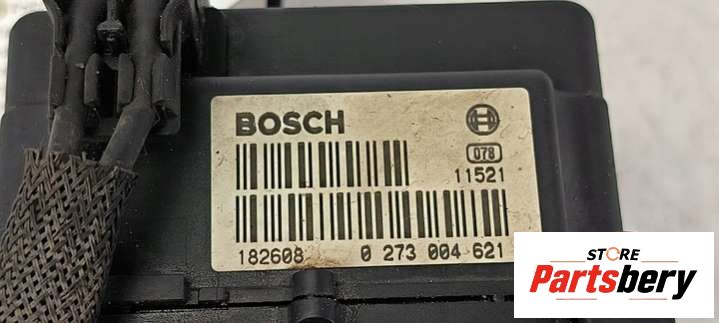 BOSCH
078
11521
182608 0 273 004 621
STORE
Partsbery